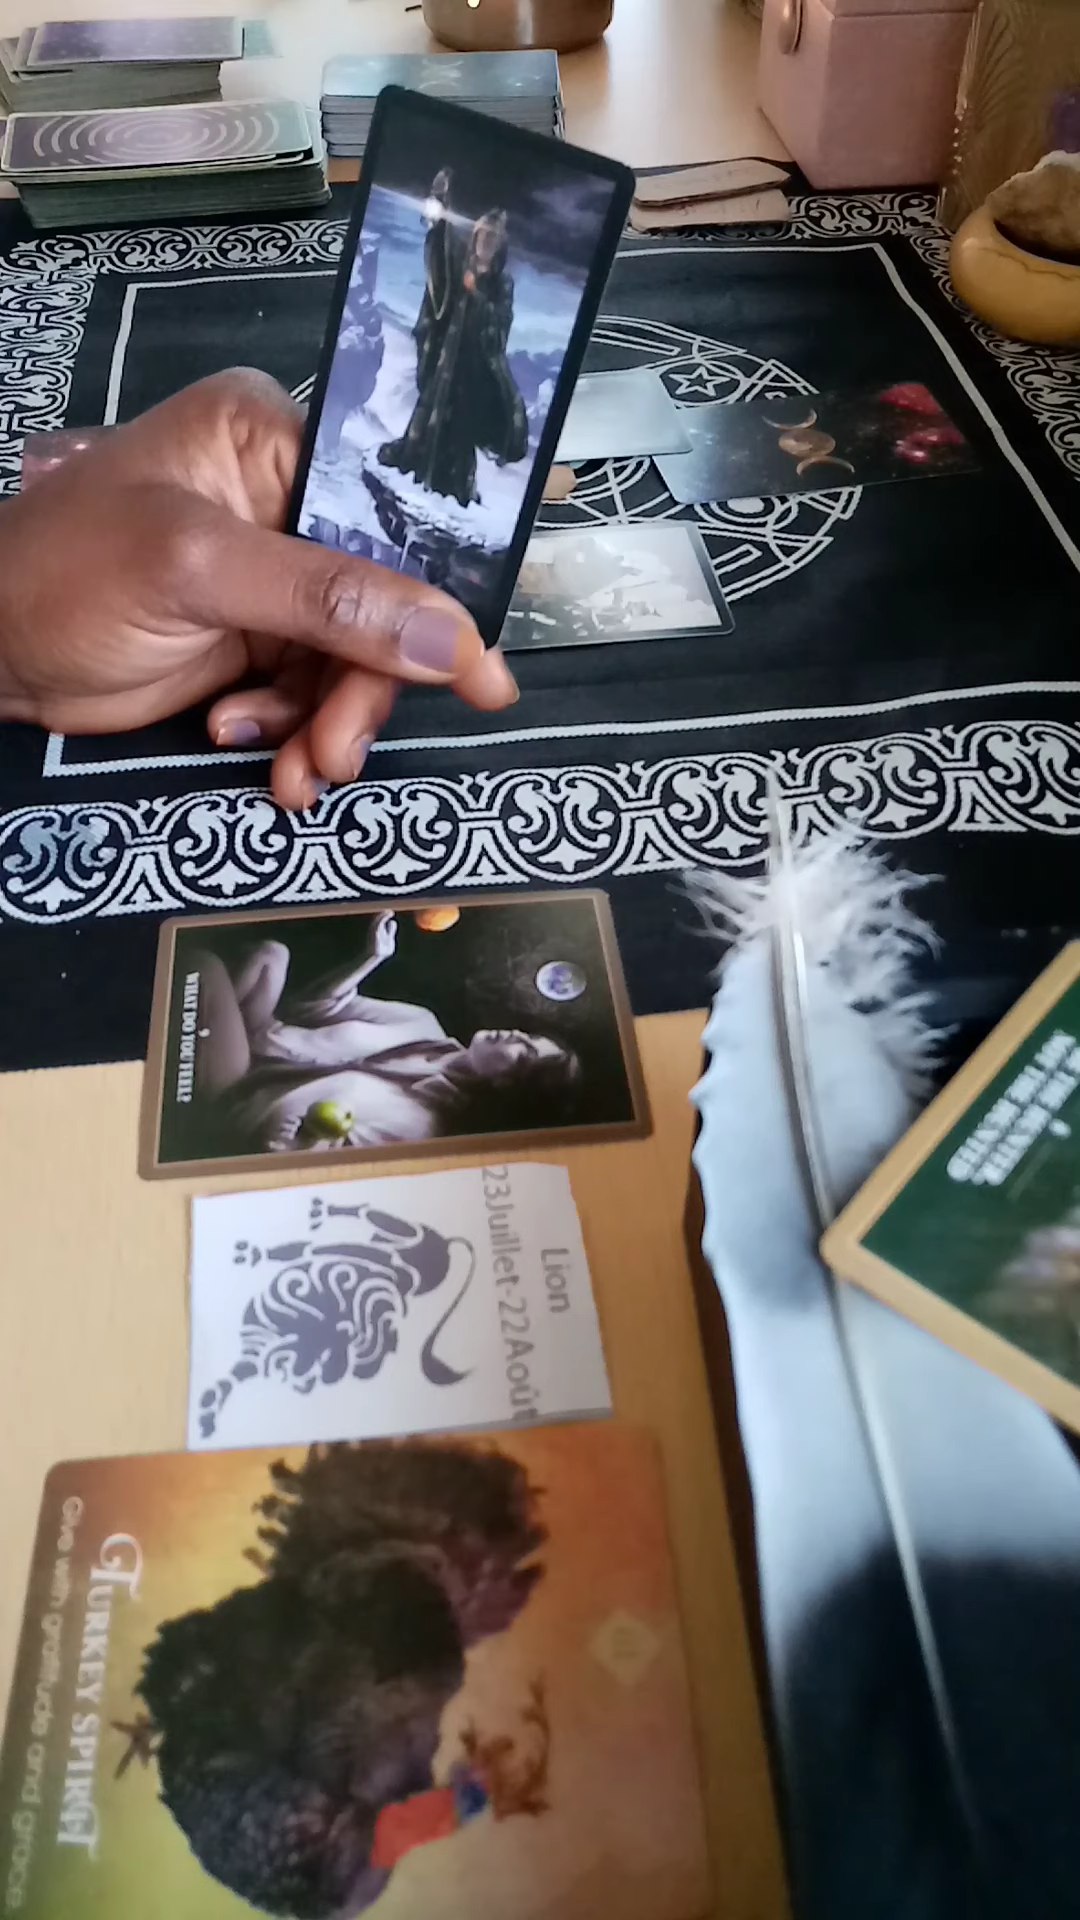 WHAT DO YOU FEEL?
Lion
23Juillet-22Août
TURKEY SPIRIT
Give with gratitude and grace